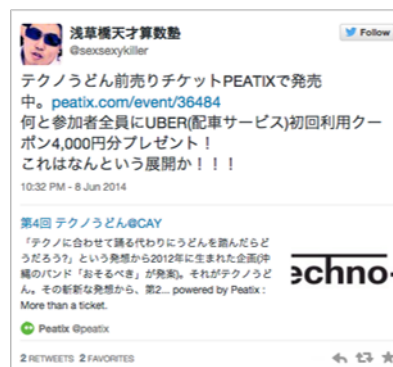 浅草橋天才算数塾
@sexsexykiller
Follow
テクノうどん前売りチケットPEATIXで発売
中。peatix.com/event/36484
何と参加者全員にUBER(配車サービス)初回利用クー
ポン4,000円分プレゼント！
これはなんという展開か！！！
10:32 PM - 8 Jun 2014
第4回 テクノうどん@CAY
「テクノに合わせて踊る代わりにうどんを踏んだらど
うだろう?」という発想から2012年に生まれた企画(沖
縄のバンド「おそるべき」が発案)。それがテクノうど
ん。その斬新な発想から、第2... powered by Peatix :
More than a ticket.
echno-
Peatix @peatix
2 RETWEETS 2 FAVORITES